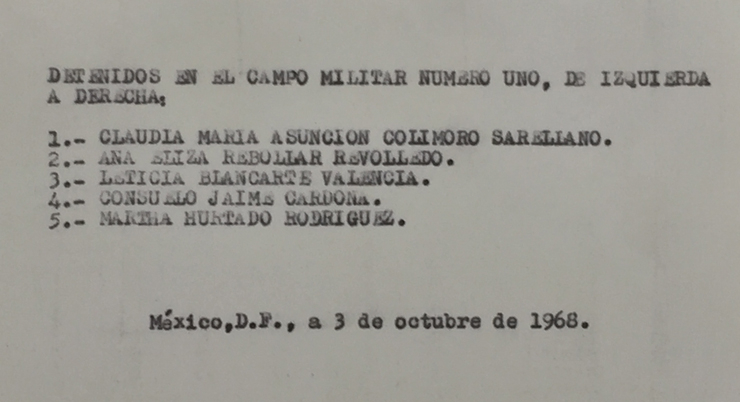 DETENIDOS EN EL CAMPO MILITAR NUMERO UNO, DE IZQUIERDA
A DERECHA;
1.- CLAUDIA MARIA ASUNCION COLIMORO SARELLANO.
2.- ANA ELIZA REBOLLAR REVOLLEDO.
3.- LETICIA BLANCARTE VALENCIA.
4.- CONSUELO JAIME CARDONA.
5.- MARTHA HURTADO RODRIGUEZ.
México,D.F., a 3 de octubre de 1968.